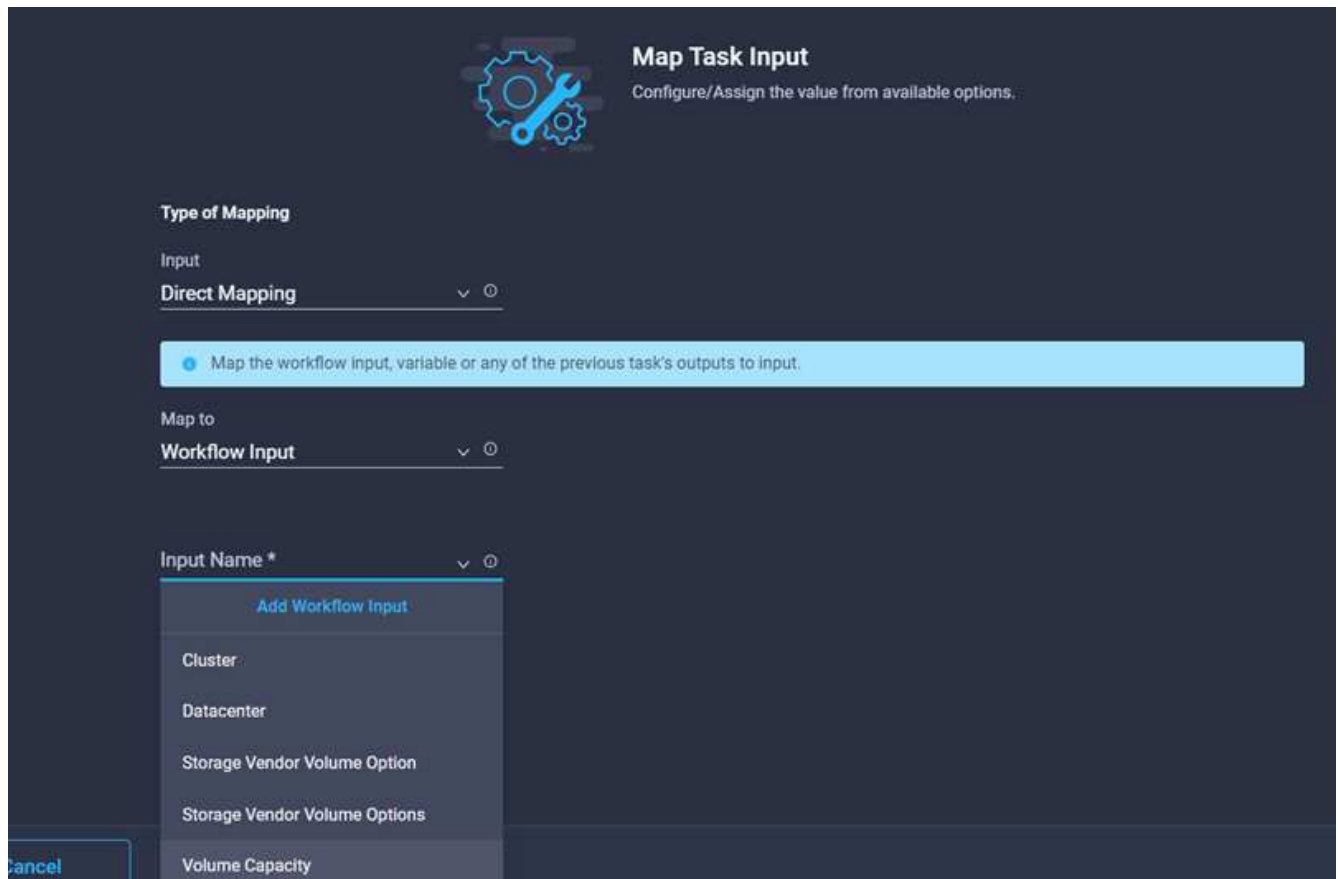 Map Task Input
Configure/Assign the value from available options.
Type of Mapping
Input
Direct Mapping
Map the workflow input, variable or any of the previous task's outputs to input.
Map to
Workflow Input
Input Name *
Add Workflow Input
Cluster
Datacenter
Storage Vendor Volume Option
Storage Vendor Volume Options
Cancel
Volume Capacity